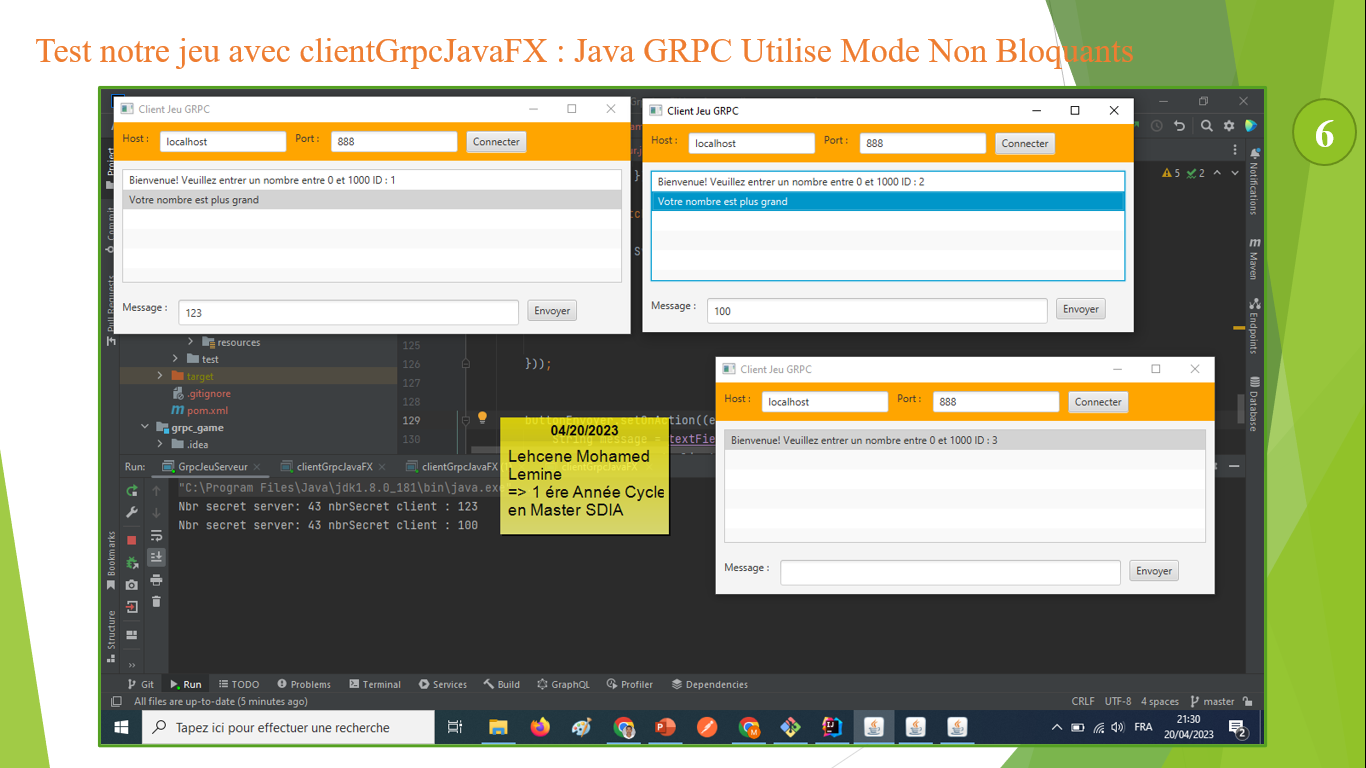 Test notre jeu avec clientGrpcJavaFX : Java GRPC Utilise Mode Non Bloquants
6
Client Jeu GRPC
Host : localhost Port : 888 Connecter
Bienvenue! Veuillez entrer un nombre entre 0 et 1000 ID : 1
Votre nombre est plus grand
Message : 123 Envoyer
Client Jeu GRPC
Host : localhost Port : 888 Connecter
Bienvenue! Veuillez entrer un nombre entre 0 et 1000 ID : 2
Votre nombre est plus grand
Message : 100 Envoyer
Client Jeu GRPC
Host : localhost Port : 888 Connecter
Bienvenue! Veuillez entrer un nombre entre 0 et 1000 ID : 3
Message : Envoyer
5 2
Project
Commit
Pull Requests
Bookmarks
Structure
Notifications
Maven
Endpoints
Database
resources
test
target
.gitignore
pom.xml
grpc_game
.idea
125
126 }));
127
128
129
130 String message = textFie
04/20/2023
Lehcene Mohamed
Lemine
=> 1 ére Année Cycle
en Master SDIA
Run: GrpcJeuServeur clientGrpcJavaFX clientGrpcJavaFX clientGrpcJavaFX
"C:\Program Files\Java\jdk1.8.0_181\bin\java.exe
Nbr secret server: 43 nbrSecret client : 123
Nbr secret server: 43 nbrSecret client : 100
Git Run TODO Problems Terminal Services Build GraphQL Profiler Dependencies
All files are up-to-date (5 minutes ago) CRLF UTF-8 4 spaces master
Tapez ici pour effectuer une recherche
FRA
21:30
20/04/2023
2